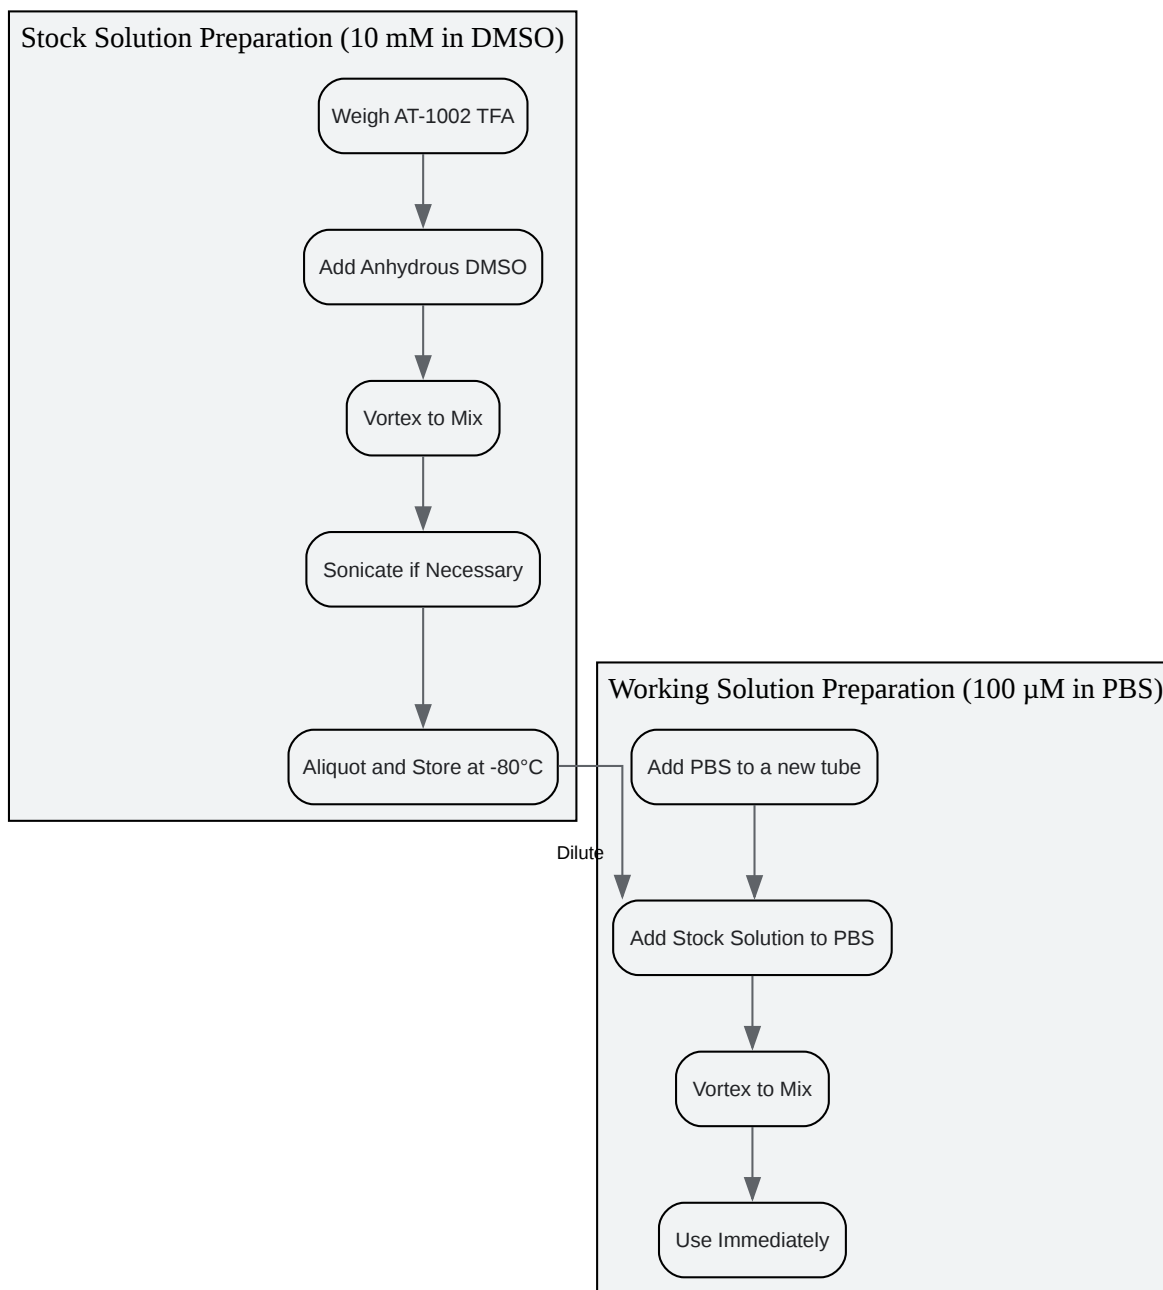 Stock Solution Preparation (10 mM in DMSO)
Weigh AT-1002 TFA
Add Anhydrous DMSO
Vortex to Mix
Sonicate if Necessary
Aliquot and Store at -80°C
Dilute
Working Solution Preparation (100 µM in PBS)
Add PBS to a new tube
Add Stock Solution to PBS
Vortex to Mix
Use Immediately